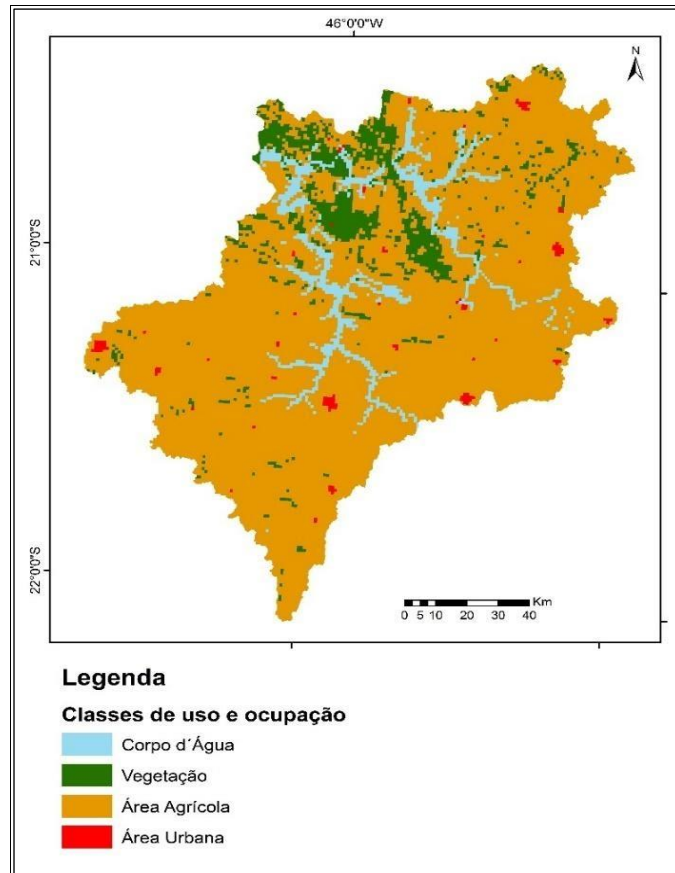 46°0'0"W
N
21°0'0"S
22°0'0"S
Km
0 5 10 20 30 40
Legenda
Classes de uso e ocupação
Corpo d´Água
Vegetação
Área Agrícola
Área Urbana